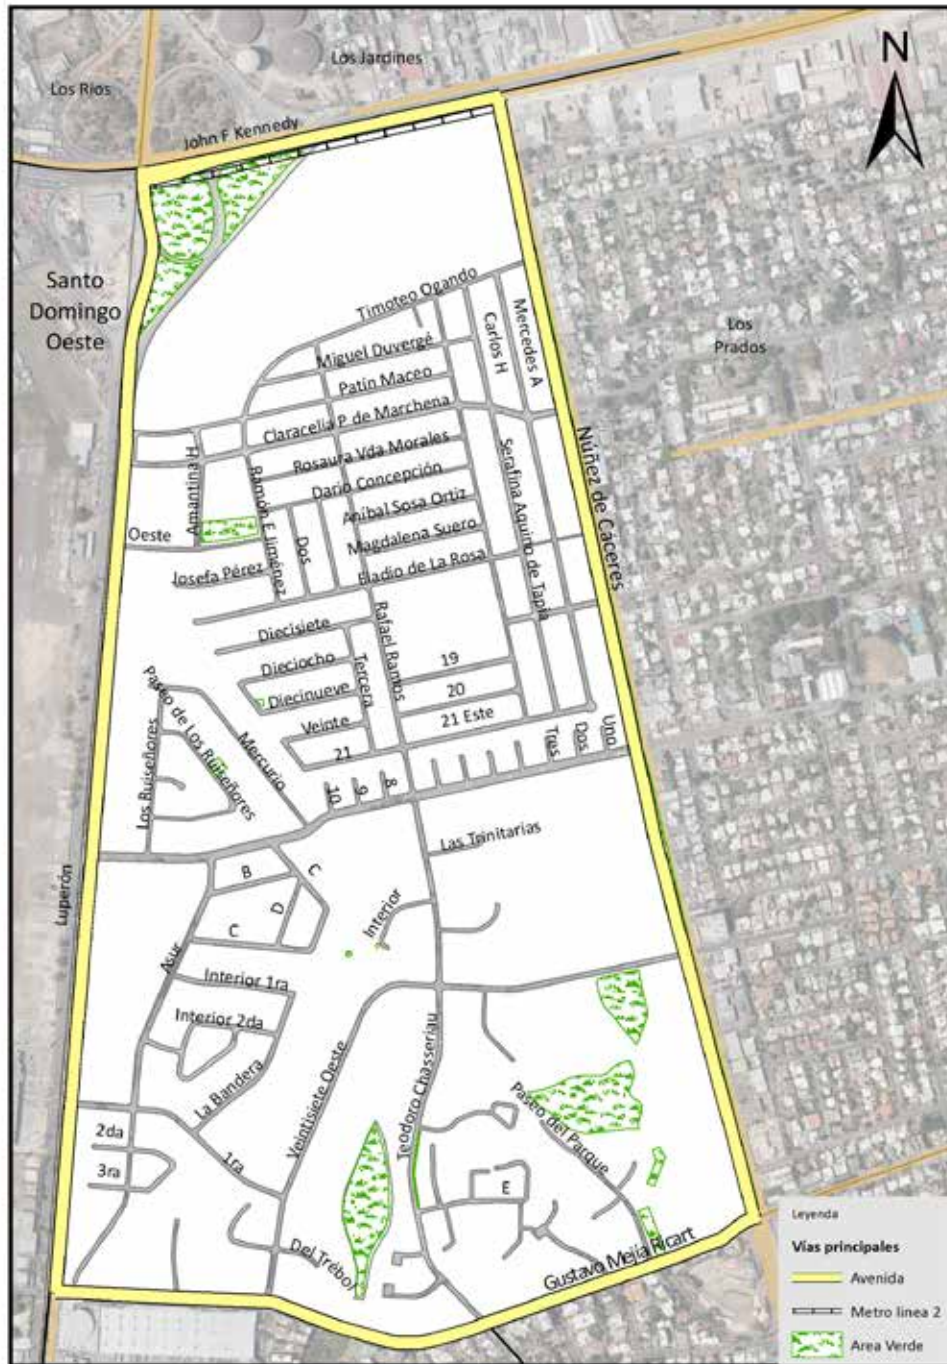 N
Los Jardines
Los Rios
John F Kennedy
Santo
Domingo
Oeste
Timoteo Ogando
Mercedes A
Carlos H
Los
Prados
Miguel Duvergé
Patín Maceo
Claracelia P de Marchena
Núñez de Cáceres
Rosaura Vda Morales
Amantina H
Ramón E Jiménez
Dario Concepción
Serafina Aquino de Tapia
Aníbal Sosa Ortiz
Oeste
Dos
Magdalena Suero
Josefa Pérez
Eladio de La Rosa
Rafael Ramos
Diecisiete
Tercera
Dieciocho
19
Diecinueve
20
Paseo de Los Ruiseñores
Veinte
21 Este
Mercurio
21
Tres
Dos
Uno
Los Ruiseñores
10
9
8
Las Trinitarias
Luperón
B
C
D
Interior
C
Asur
Interior 1ra
Interior 2da
Veintisiete Oeste
Teodoro Chasseriau
La Bandera
Paseo del Parque
2da
1ra
3ra
E
Del Trébol
Gustavo Mejía Ricart
Leyenda
Vías principales
Avenida
Metro linea 2
Area Verde